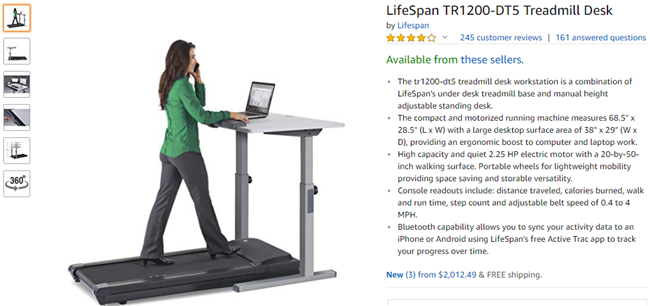 LifeSpan TR1200-DT5 Treadmill Desk
by Lifespan
245 customer reviews | 161 answered questions
Available from these sellers.
• The tr1200-dt5 treadmill desk workstation is a combination of
LifeSpan's under desk treadmill base and manual height
adjustable standing desk.
• The compact and motorized running machine measures 68.5" x
28.5" (L x W) with a large desktop surface area of 38" x 29" (W x
D), providing an ergonomic boost to computer and laptop work.
• High capacity and quiet 2.25 HP electric motor with a 20-by-50-
inch walking surface. Portable wheels for lightweight mobility
providing space saving and storable versatility.
• Console readouts include: distance traveled, calories burned, walk
and run time, step count and adjustable belt speed of 0.4 to 4
MPH.
• Bluetooth capability allows you to sync your activity data to an
iPhone or Android using LifeSpan's free Active Trac app to track
your progress over time.
New (3) from $2,012.49 & FREE shipping.
360°